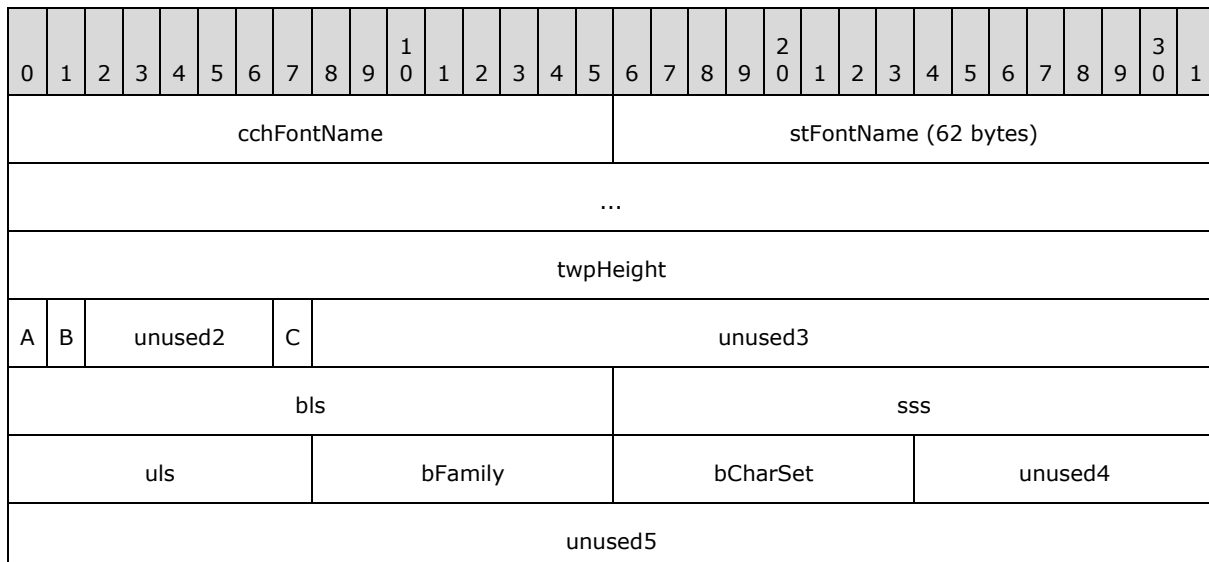 1 2 3
0 1 2 3 4 5 6 7 8 9 0 1 2 3 4 5 6 7 8 9 0 1 2 3 4 5 6 7 8 9 0 1
cchFontName stFontName (62 bytes)
...
twpHeight
A B unused2 C unused3
bls sss
uls bFamily bCharSet unused4
unused5